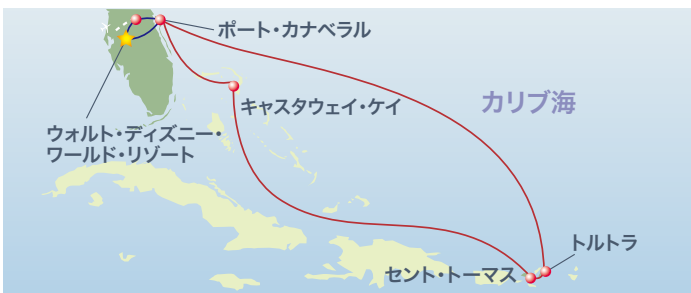 ポート・カナベラル
カリブ海
キャスタウェイ・ケイ
ウォルト・ディズニー・
ワールド・リゾート
トルトラ
セント・トーマス